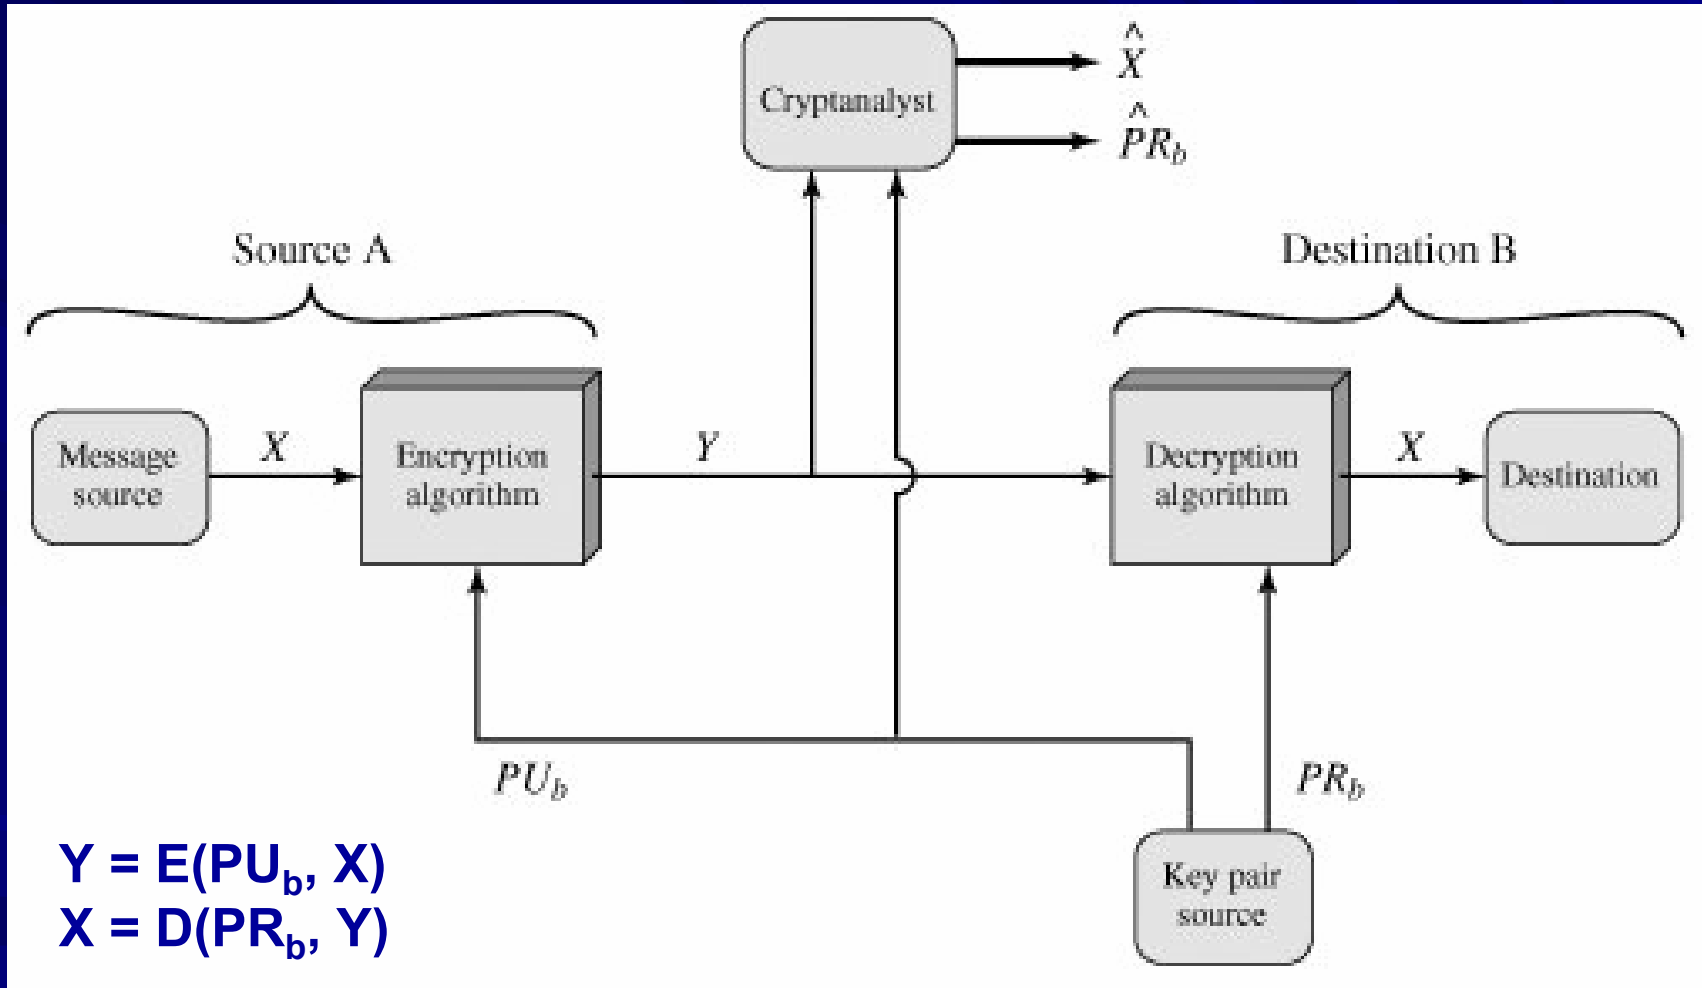 X̂
Cryptanalyst
P̂R_b
Source A
Destination B
Message
source
X
Encryption
algorithm
Y
Decryption
algorithm
X
Destination
PU_b
PR_b
Key pair
source
Y = E(PU_b, X)
X = D(PR_b, Y)